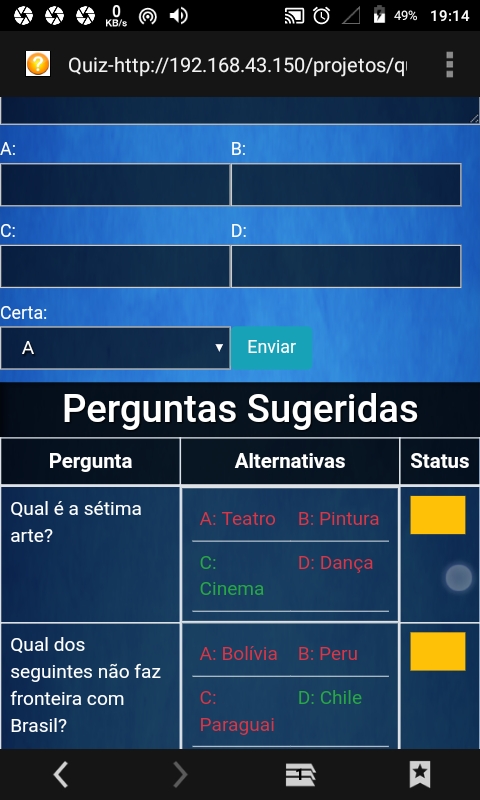 0
KB/s
49%
19:14
Quiz-http://192.168.43.150/projetos/q
A:
B:
C:
D:
Certa:
A
Enviar
Perguntas Sugeridas
Pergunta
Alternativas
Status
Qual é a sétima
arte?
A: Teatro
B: Pintura
C:
Cinema
D: Dança
Qual dos
seguintes não faz
fronteira com
Brasil?
A: Bolívia
B: Peru
C:
Paraguai
D: Chile
1